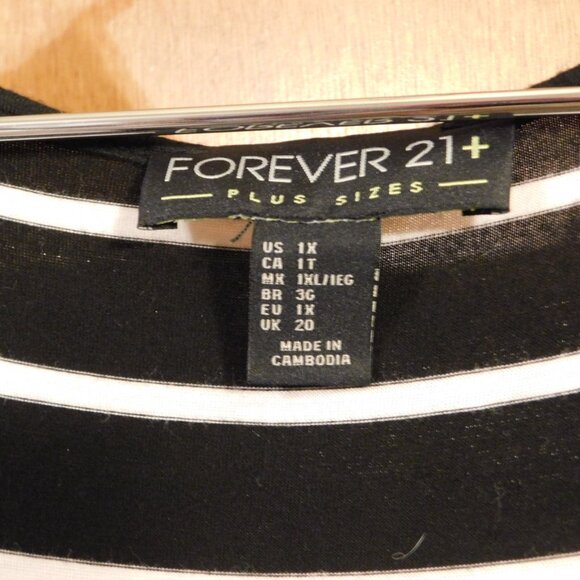 FOREVER 21+
PLUS SIZES
US 1X
CA 1T
MX 1XL/1EG
BR 3G
EU 1X
UK 20
MADE IN
CAMBODIA